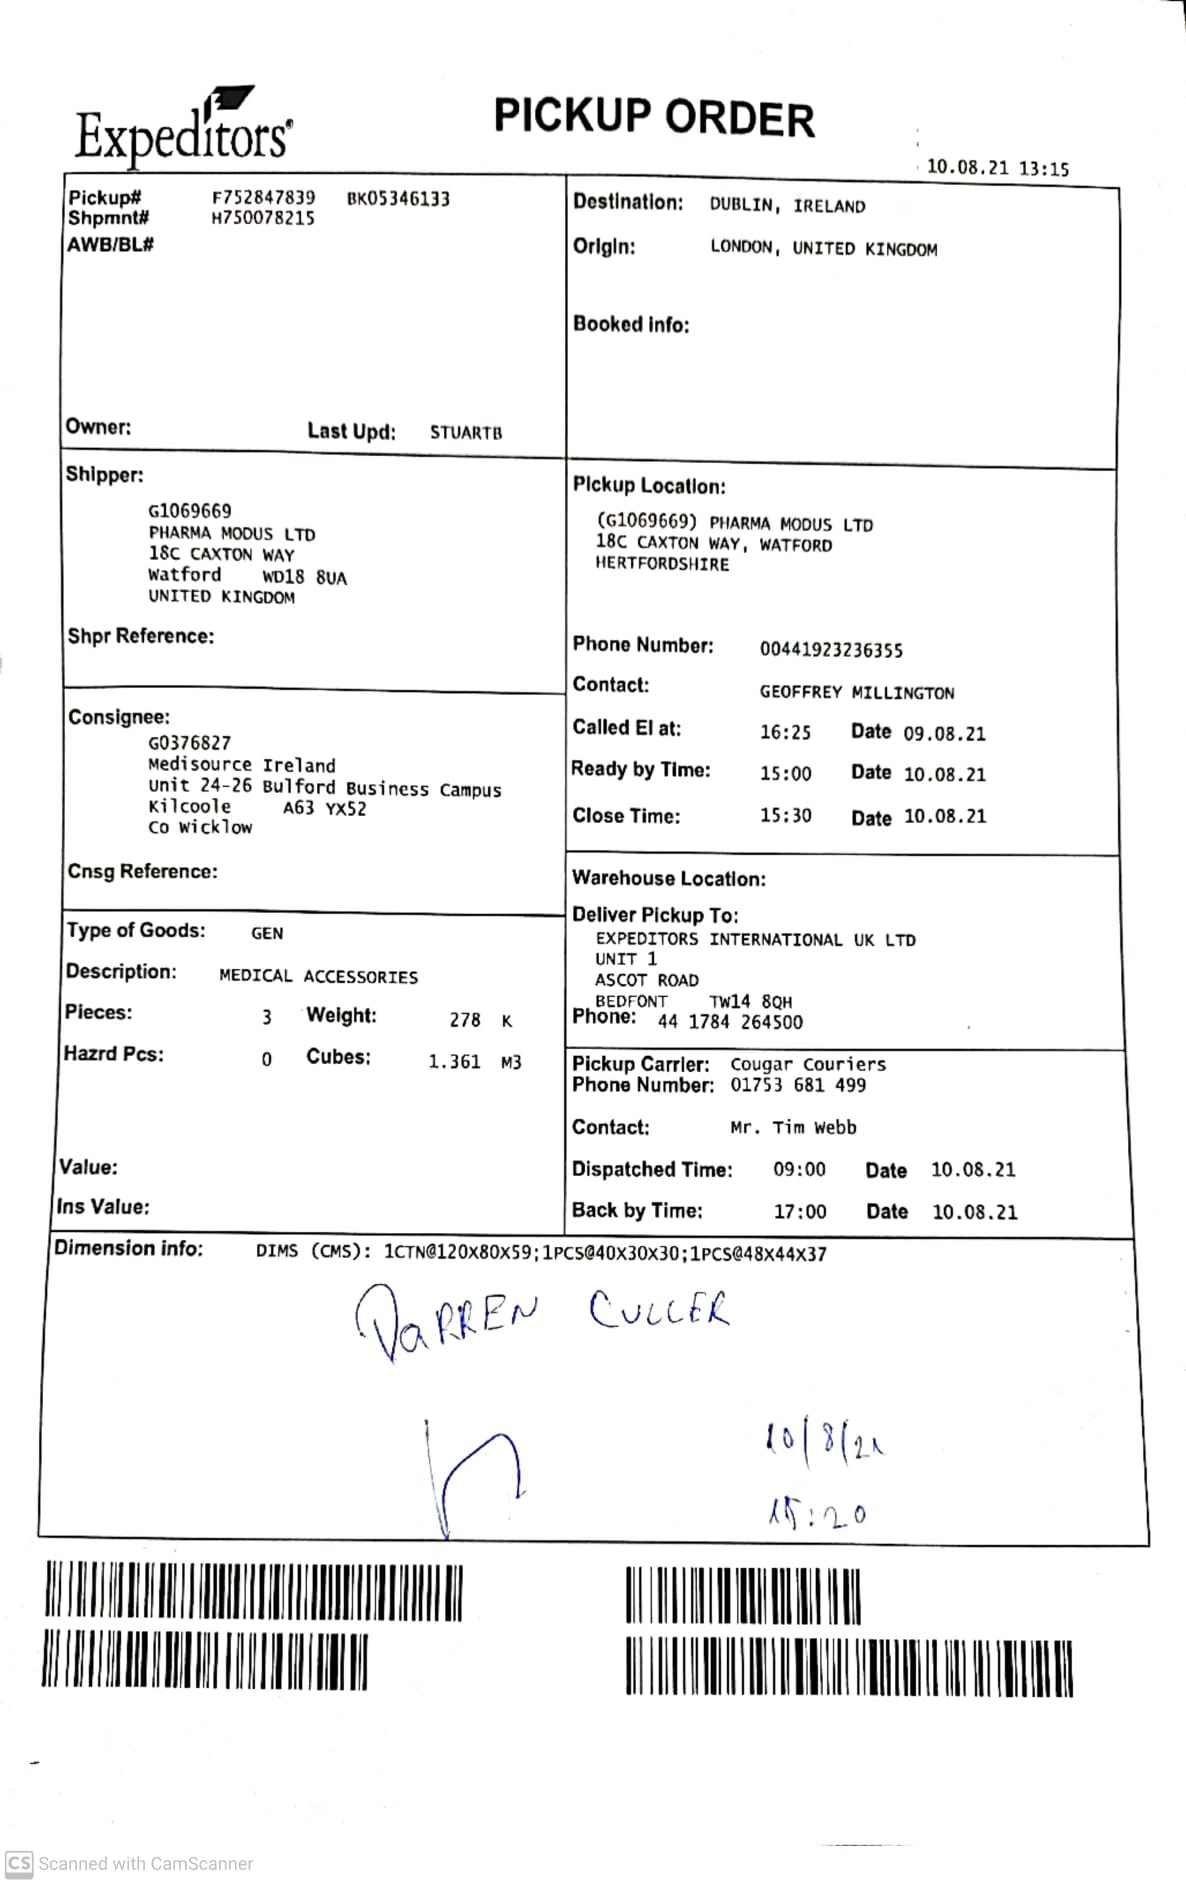 Expeditors®
PICKUP ORDER
10.08.21 13:15
Pickup# F752847839 BK05346133
Shpmnt# H750078215
AWB/BL#
Owner: Last Upd: STUARTB
Destination: DUBLIN, IRELAND
Origin: LONDON, UNITED KINGDOM
Booked info:
Shipper:
G1069669
PHARMA MODUS LTD
18C CAXTON WAY
Watford WD18 8UA
UNITED KINGDOM
Shpr Reference:
Pickup Location:
(G1069669) PHARMA MODUS LTD
18C CAXTON WAY, WATFORD
HERTFORDSHIRE
Phone Number: 00441923236355
Contact: GEOFFREY MILLINGTON
Called EI at: 16:25 Date 09.08.21
Ready by Time: 15:00 Date 10.08.21
Close Time: 15:30 Date 10.08.21
Consignee:
G0376827
Medisource Ireland
Unit 24-26 Bulford Business Campus
Kilcoole A63 YX52
Co Wicklow
Cnsg Reference:
Warehouse Location:
Deliver Pickup To:
EXPEDITORS INTERNATIONAL UK LTD
UNIT 1
ASCOT ROAD
BEDFONT TW14 8QH
Phone: 44 1784 264500
Type of Goods: GEN
Description: MEDICAL ACCESSORIES
Pieces: 3 Weight: 278 K
Hazrd Pcs: 0 Cubes: 1.361 M3
Value:
Ins Value:
Pickup Carrier: Cougar Couriers
Phone Number: 01753 681 499
Contact: Mr. Tim Webb
Dispatched Time: 09:00 Date 10.08.21
Back by Time: 17:00 Date 10.08.21
Dimension info: DIMS (CMS): 1CTN@120X80X59;1PCS@40X30X30;1PCS@48X44X37
DARREN CULLER
10/8/21
15:20
CS Scanned with CamScanner